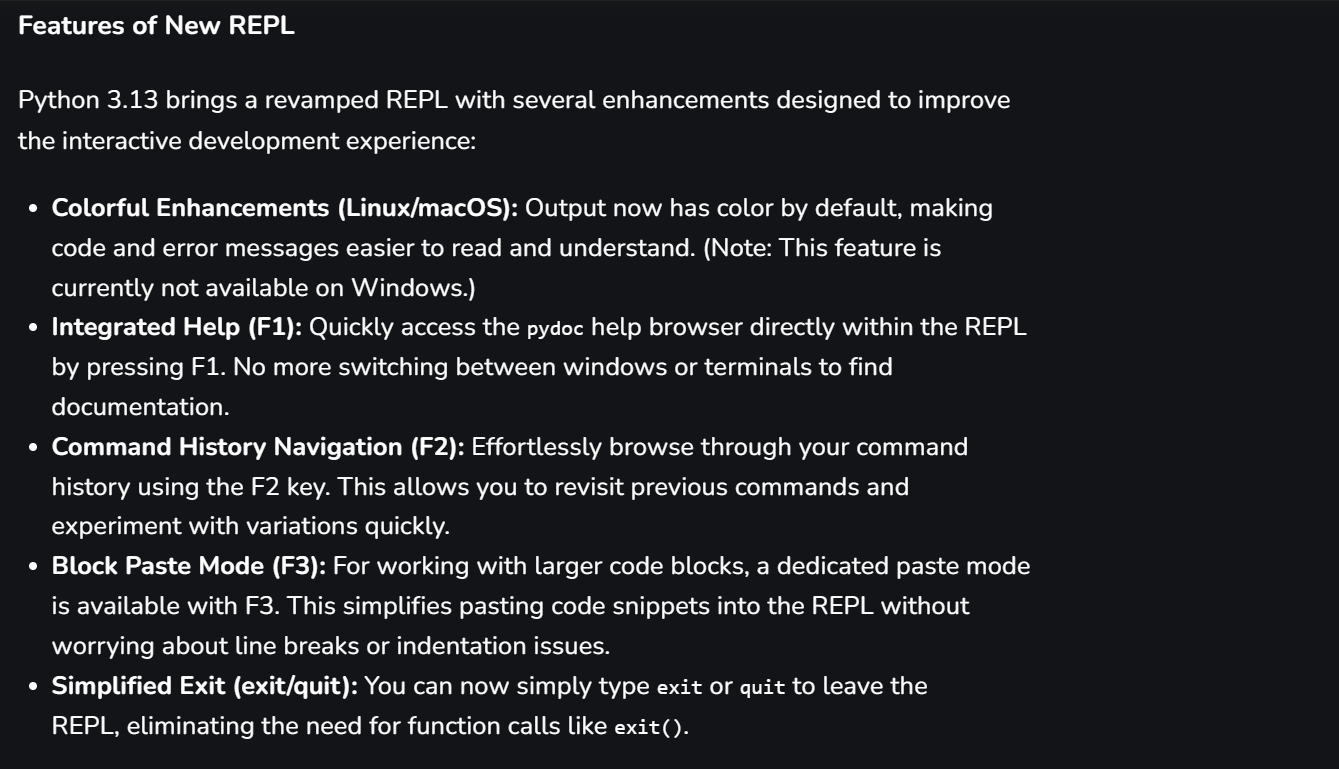 Features of New REPL
Python 3.13 brings a revamped REPL with several enhancements designed to improve
the interactive development experience:
• Colorful Enhancements (Linux/macOS): Output now has color by default, making
code and error messages easier to read and understand. (Note: This feature is
currently not available on Windows.)
• Integrated Help (F1): Quickly access the pydoc help browser directly within the REPL
by pressing F1. No more switching between windows or terminals to find
documentation.
• Command History Navigation (F2): Effortlessly browse through your command
history using the F2 key. This allows you to revisit previous commands and
experiment with variations quickly.
• Block Paste Mode (F3): For working with larger code blocks, a dedicated paste mode
is available with F3. This simplifies pasting code snippets into the REPL without
worrying about line breaks or indentation issues.
• Simplified Exit (exit/quit): You can now simply type exit or quit to leave the
REPL, eliminating the need for function calls like exit().